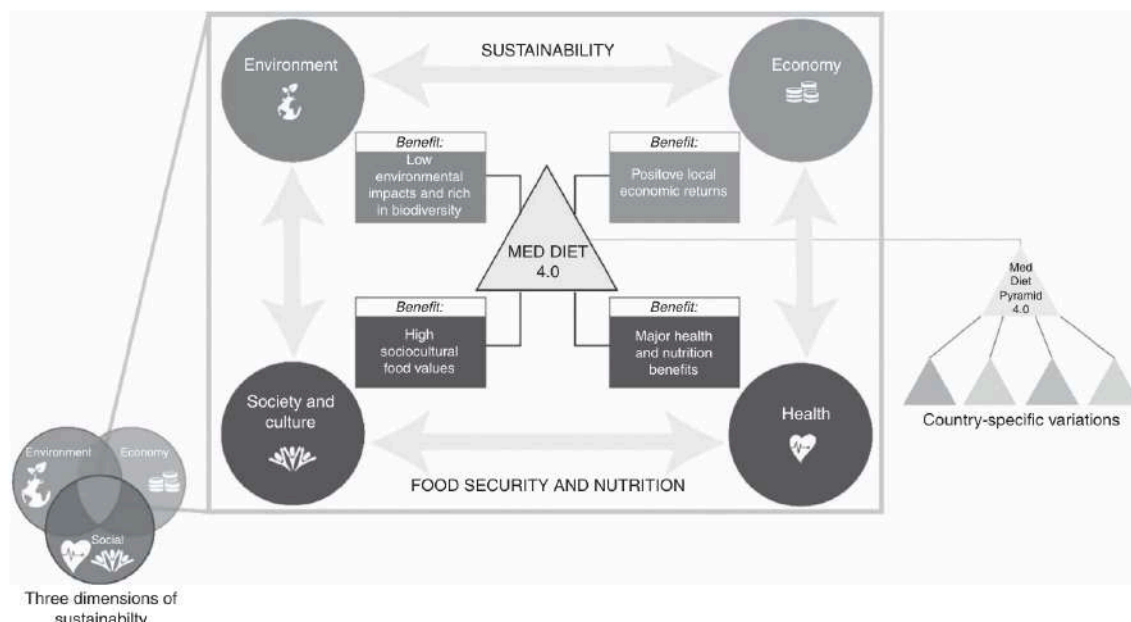 SUSTAINABILITY
Environment
Economy
Benefit:
Low
environmental
impacts and rich
in biodiversity
Benefit:
Positove local
economic returns
MED DIET
4.0
Med
Diet
Pyramid
4.0
Benefit:
High
sociocultural
food values
Benefit:
Major health
and nutrition
benefits
Country-specific variations
Society and
culture
Health
FOOD SECURITY AND NUTRITION
Environment
Economy
Social
Three dimensions of
sustainabilty